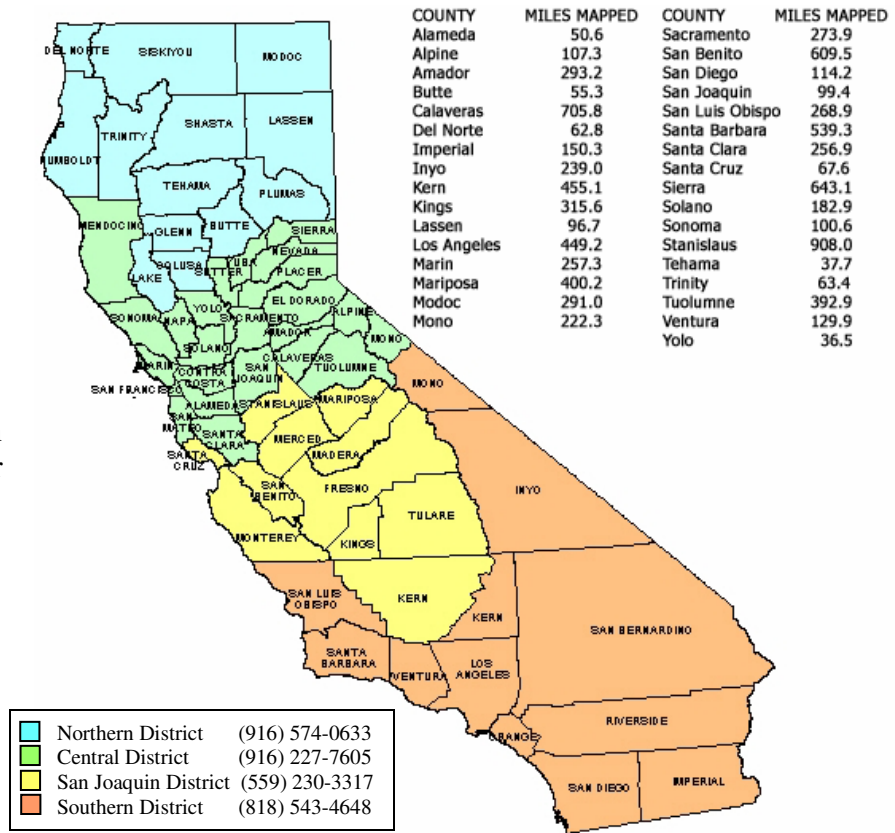 COUNTY MILES MAPPED COUNTY MILES MAPPED
Alameda 50.6 Sacramento 273.9
Alpine 107.3 San Benito 609.5
Amador 293.2 San Diego 114.2
Butte 55.3 San Joaquin 99.4
Calaveras 705.8 San Luis Obispo 268.9
Del Norte 62.8 Santa Barbara 539.3
Imperial 150.3 Santa Clara 256.9
Inyo 239.0 Santa Cruz 67.6
Kern 455.1 Sierra 643.1
Kings 315.6 Solano 182.9
Lassen 96.7 Sonoma 100.6
Los Angeles 449.2 Stanislaus 908.0
Marin 257.3 Tehama 37.7
Mariposa 400.2 Trinity 63.4
Modoc 291.0 Tuolumne 392.9
Mono 222.3 Ventura 129.9
Yolo 36.5
DEL NORTE
SISKIYOU
MODOC
TRINITY
SHASTA
LASSEN
HUMBOLDT
TEHAMA
PLUMAS
MENDOCINO
GLENN
BUTTE
SIERRA
NEVADA
YUBA
COLUSA
LAKE
SUTTER
PLACER
EL DORADO
YOLO
SONOMA
NAPA
SACRAMENTO
ALPINE
AMADOR
MONO
SOLANO
CALAVERAS
MARIN
CONTRA
COSTA
SAN
JOAQUIN
TUOLUMNE
SAN FRANCISCO
MONO
ALAMEDA
STANISLAUS
MARIPOSA
SAN
MATEO
SANTA
CLARA
MERCED
SANTA
CRUZ
MADERA
SAN
BENITO
FRESNO
INYO
TULARE
MONTEREY
KINGS
SAN LUIS
OBISPO
KERN
KERN
SAN BERNARDINO
SANTA
BARBARA
VENTURA
LOS
ANGELES
RIVERSIDE
ORANGE
SAN DIEGO
IMPERIAL
Northern District (916) 574-0633
Central District (916) 227-7605
San Joaquin District (559) 230-3317
Southern District (818) 543-4648